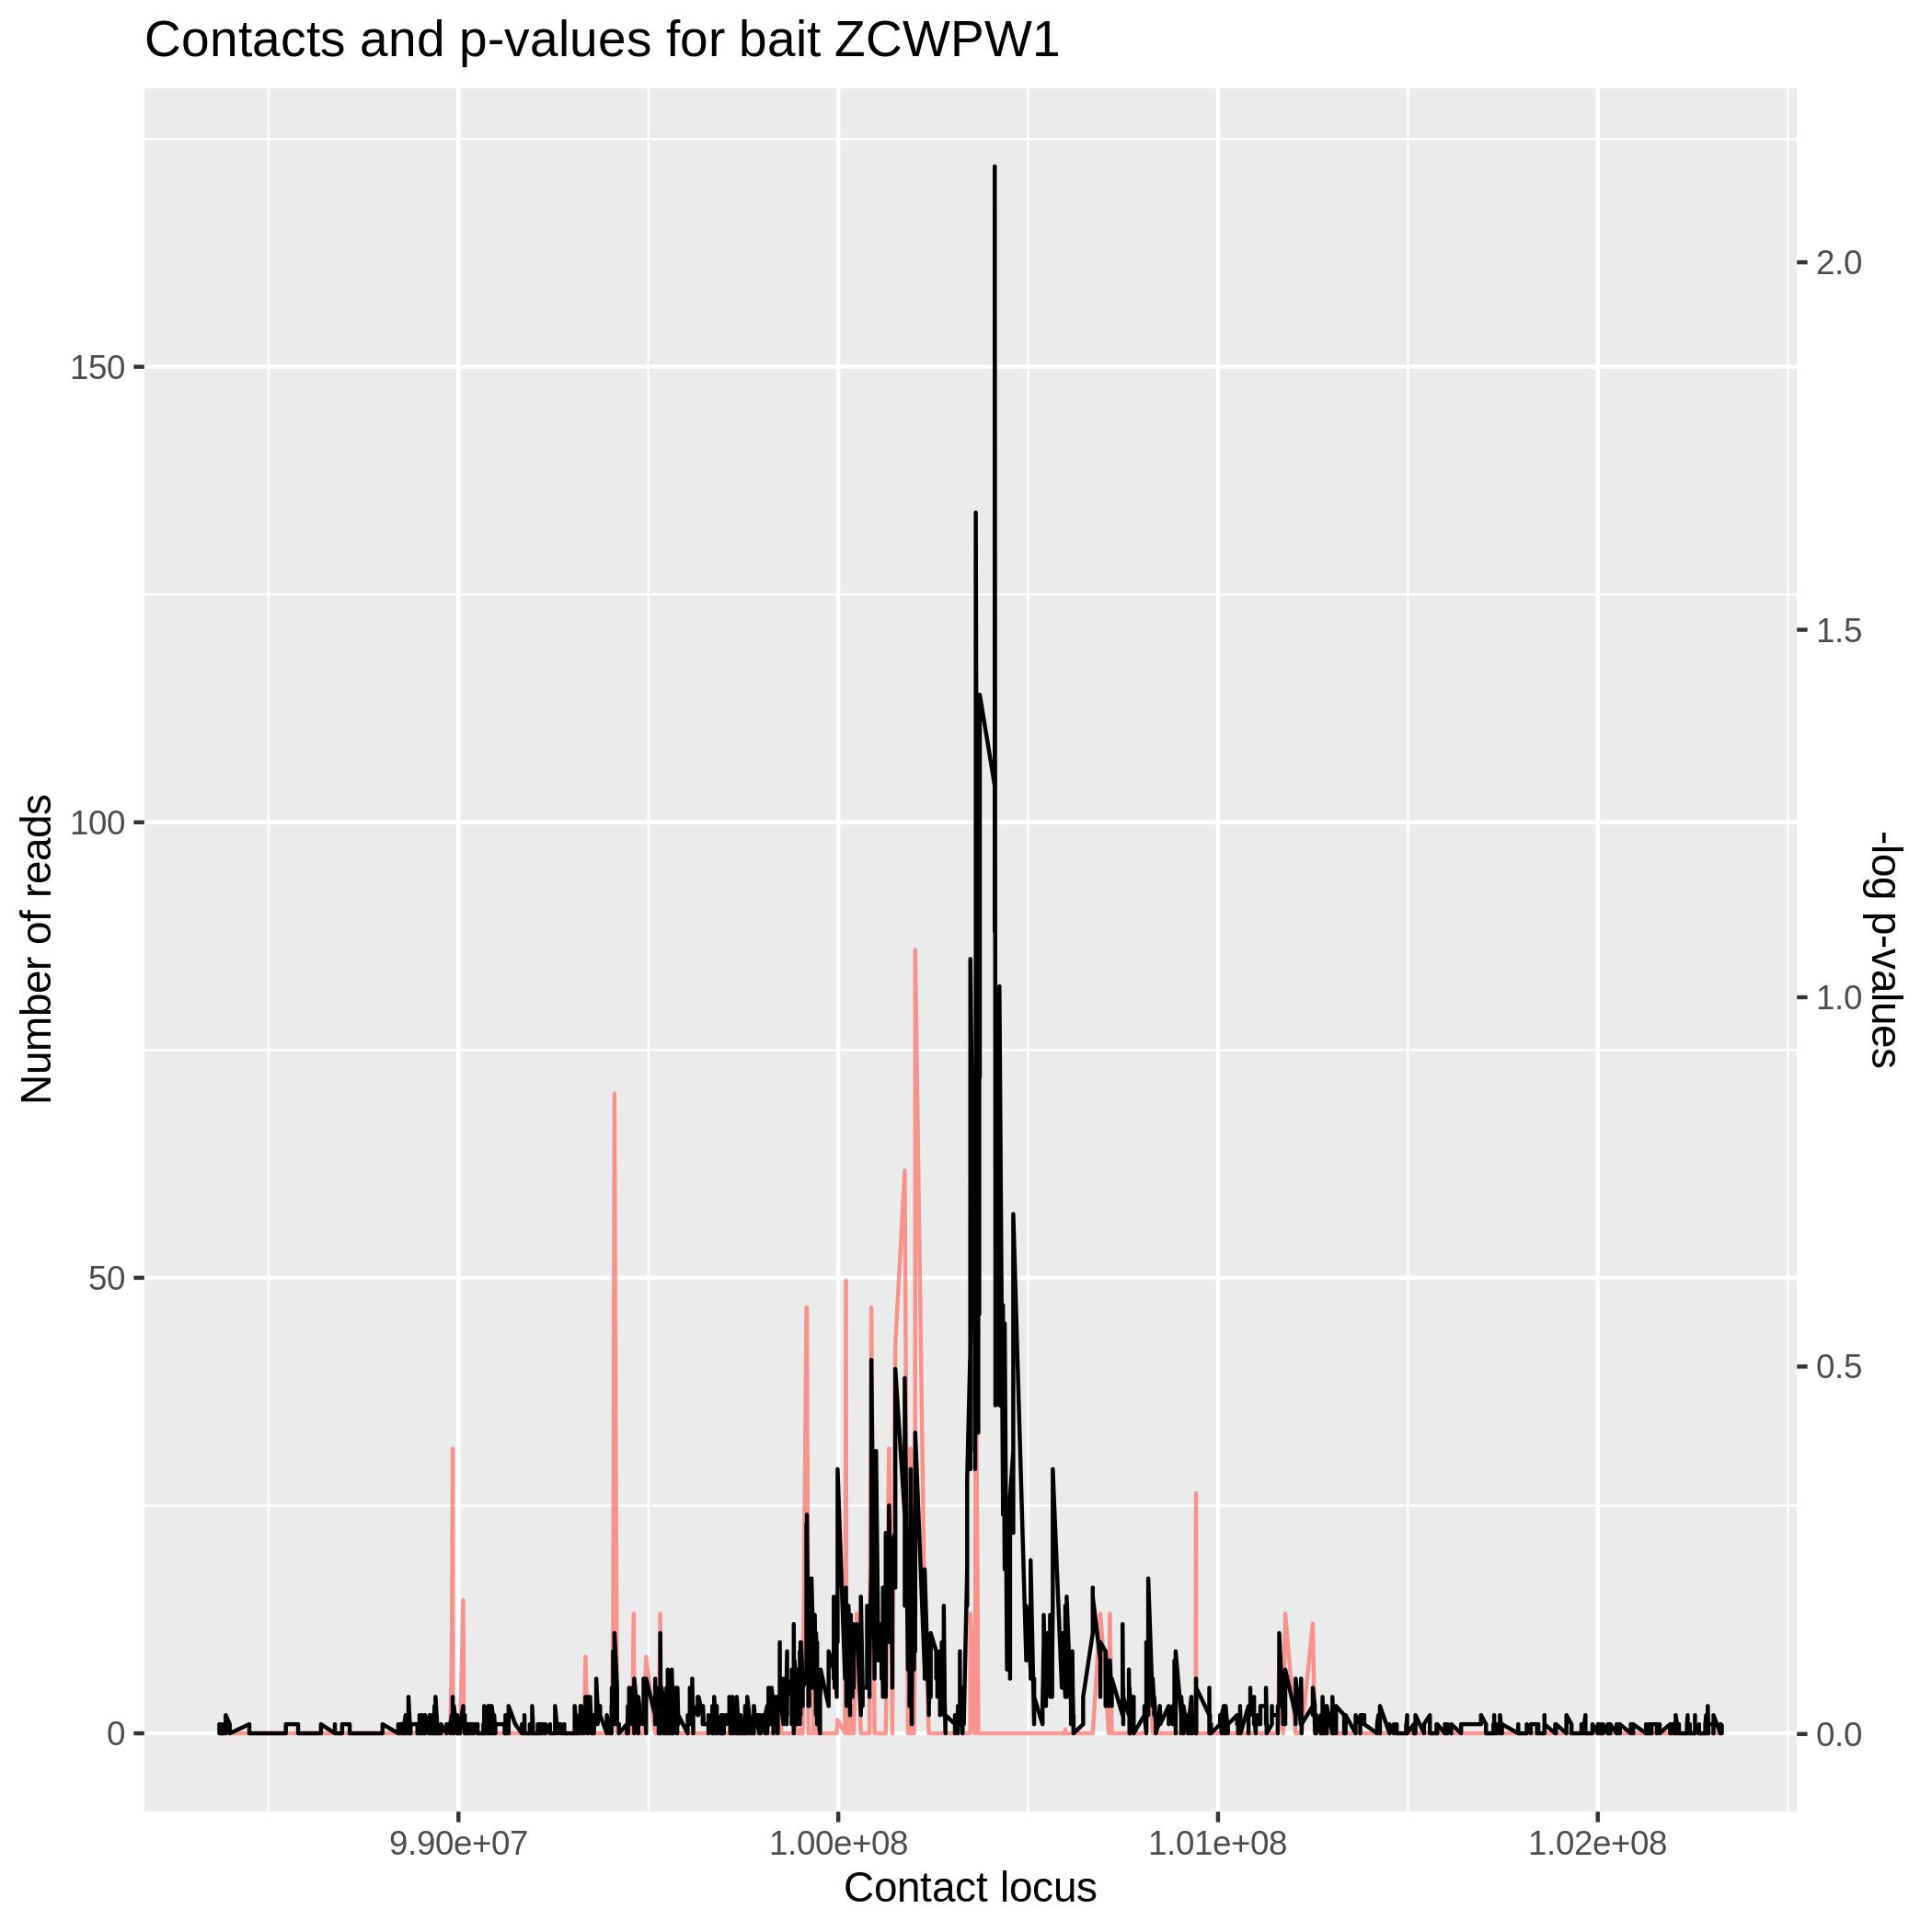 Contacts and p-values for bait ZCWPW1
Number of reads
150
100
50
0
2.0
1.5
1.0
0.5
0.0
-log p-values
9.90e+07
1.00e+08
1.01e+08
1.02e+08
Contact locus